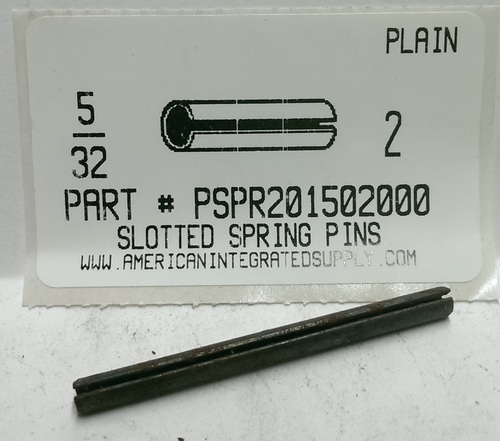 PLAIN
5
32
2
PART # PSPR201502000
SLOTTED SPRING PINS
WWW.AMERICANINTEGRATEDSUPPLY.COM